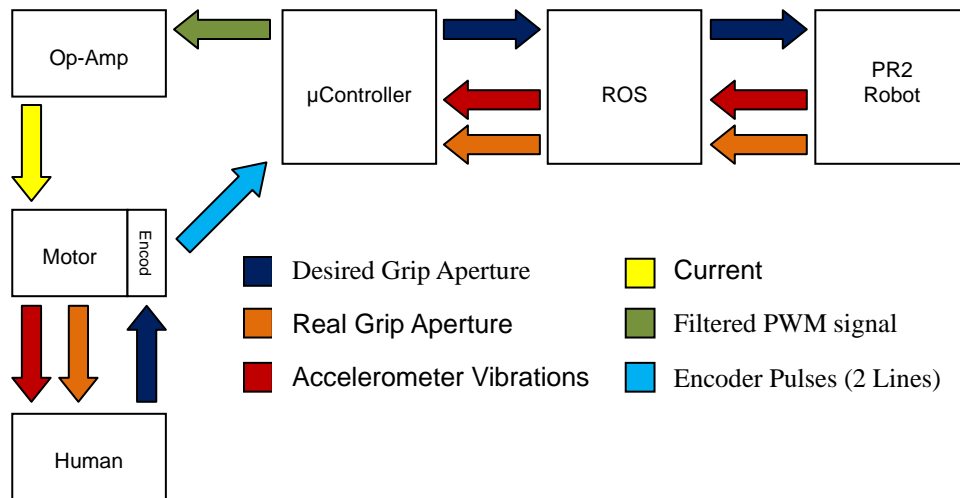 Op-Amp
µController
ROS
PR2
Robot
Motor
Encod
Desired Grip Aperture
Current
Real Grip Aperture
Filtered PWM signal
Accelerometer Vibrations
Encoder Pulses (2 Lines)
Human